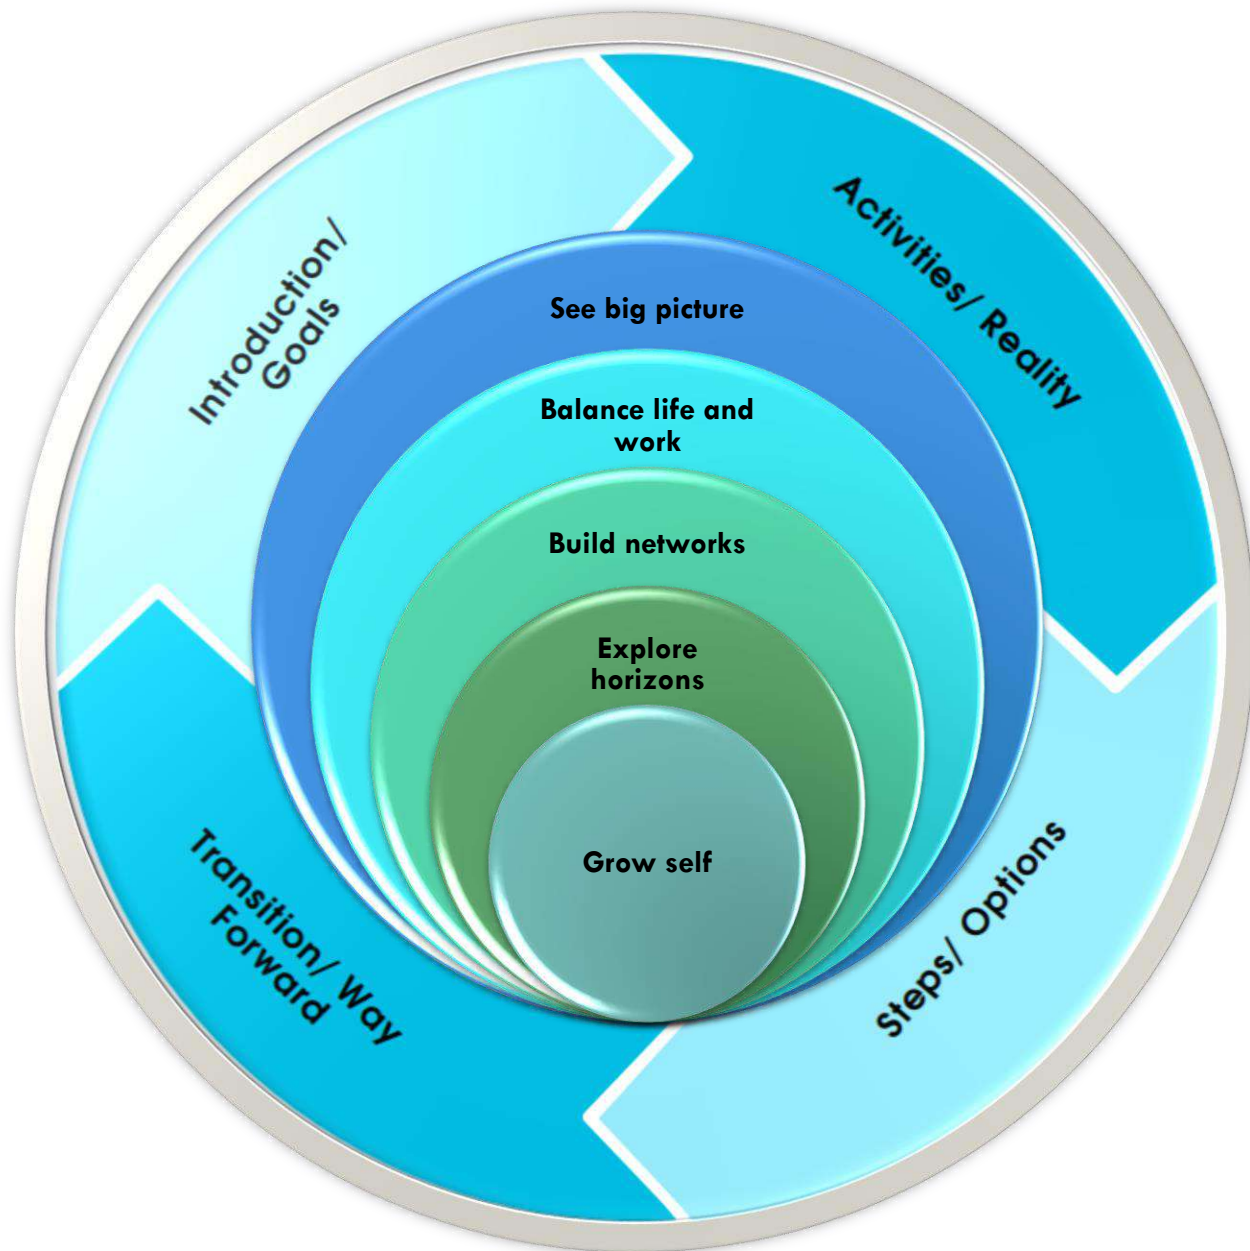 Introduction/
Goals
Activities/ Reality
Steps/ Options
Transition/ Way
Forward
See big picture
Balance life and
work
Build networks
Explore
horizons
Grow self